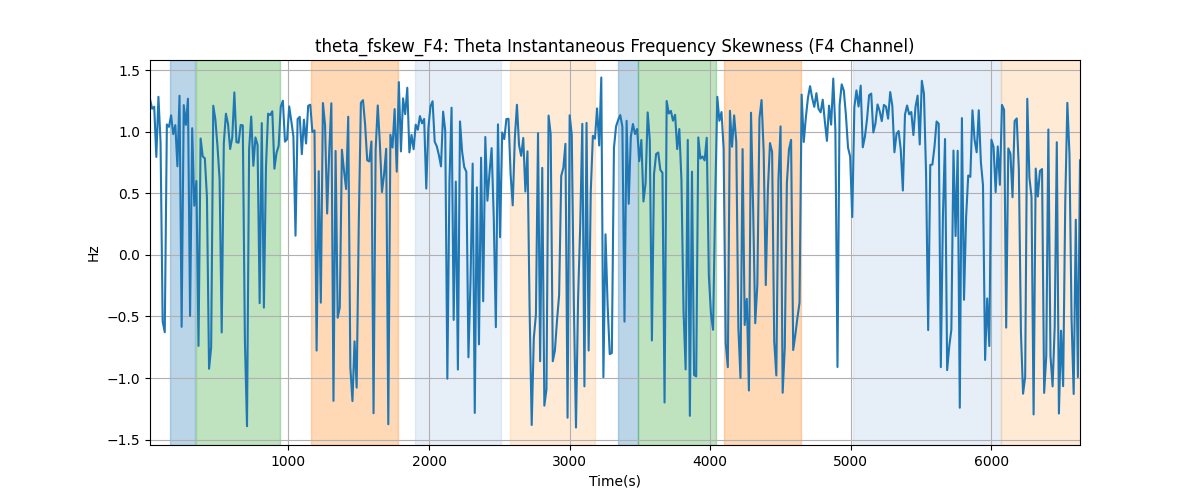 theta_fskew_F4: Theta Instantaneous Frequency Skewness (F4 Channel)
1.5
1.0
0.5
0.0
−0.5
−1.0
−1.5
Hz
1000 2000 3000 4000 5000 6000
Time(s)